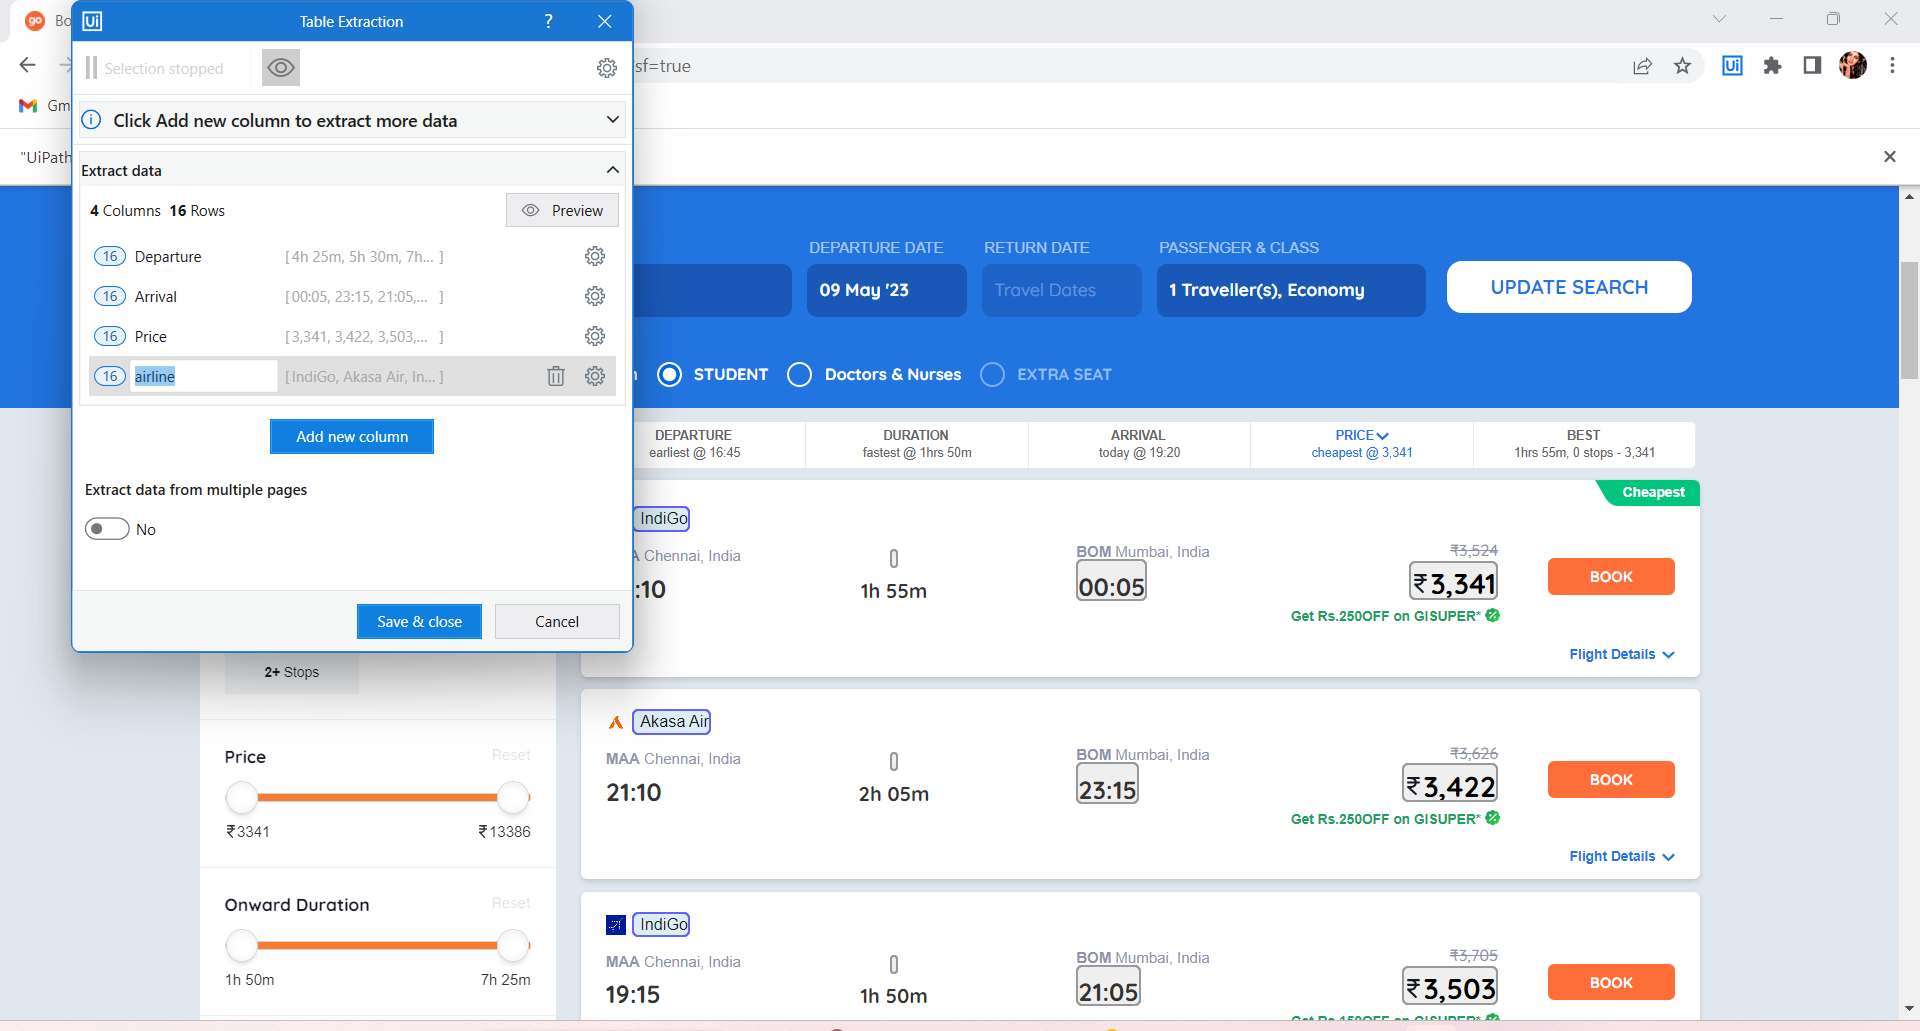 go Bo
Ui Table Extraction ?
Selection stopped
sf=true
Ui
Gm
Click Add new column to extract more data
"UiPath
Extract data
4 Columns 16 Rows
Preview
16 Departure [ 4h 25m, 5h 30m, 7h... ]
16 Arrival [ 00:05, 23:15, 21:05,... ]
16 Price [ 3,341, 3,422, 3,503,... ]
16 airline [ IndiGo, Akasa Air, In... ]
Add new column
Extract data from multiple pages
No
Save & close Cancel
DEPARTURE DATE RETURN DATE PASSENGER & CLASS
09 May '23 Travel Dates 1 Traveller(s), Economy UPDATE SEARCH
STUDENT Doctors & Nurses EXTRA SEAT
DEPARTURE DURATION ARRIVAL PRICE BEST
earliest @ 16:45 fastest @ 1hrs 50m today @ 19:20 cheapest @ 3,341 1hrs 55m, 0 stops - 3,341
Cheapest
IndiGo
A Chennai, India BOM Mumbai, India ₹3,524
:10 1h 55m 00:05 ₹3,341 BOOK
Get Rs.250OFF on GISUPER*
Flight Details
2+ Stops
Akasa Air
MAA Chennai, India BOM Mumbai, India ₹3,626
21:10 2h 05m 23:15 ₹3,422 BOOK
Get Rs.250OFF on GISUPER*
Flight Details
Price Reset
₹3341 ₹13386
Onward Duration Reset
1h 50m 7h 25m
IndiGo
MAA Chennai, India BOM Mumbai, India ₹3,705
19:15 1h 50m 21:05 ₹3,503 BOOK